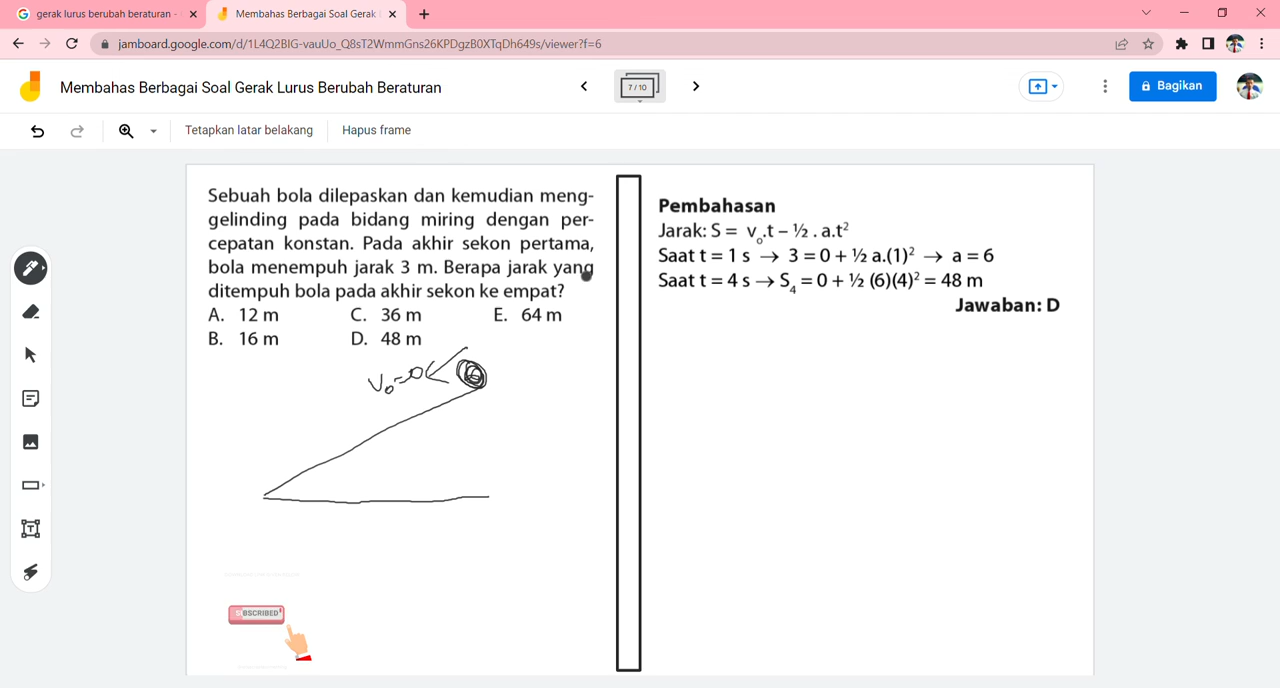 gerak lurus berubah beraturan -
Membahas Berbagai Soal Gerak
jamboard.google.com/d/1L4Q2BIG-vauUo_Q8sT2WmmGns26KPDgzB0XTqDh649s/viewer?f=6
Membahas Berbagai Soal Gerak Lurus Berubah Beraturan
7 / 10
Bagikan
Tetapkan latar belakang
Hapus frame
Sebuah bola dilepaskan dan kemudian meng-
gelinding pada bidang miring dengan per-
cepatan konstan. Pada akhir sekon pertama,
bola menempuh jarak 3 m. Berapa jarak yang
ditempuh bola pada akhir sekon ke empat?
A. 12 m C. 36 m E. 64 m
B. 16 m D. 48 m
V₀=0
Pembahasan
Jarak: S = v₀.t – ½ . a.t²
Saat t = 1 s → 3 = 0 + ½ a.(1)² → a = 6
Saat t = 4 s → S₄ = 0 + ½ (6)(4)² = 48 m
Jawaban: D